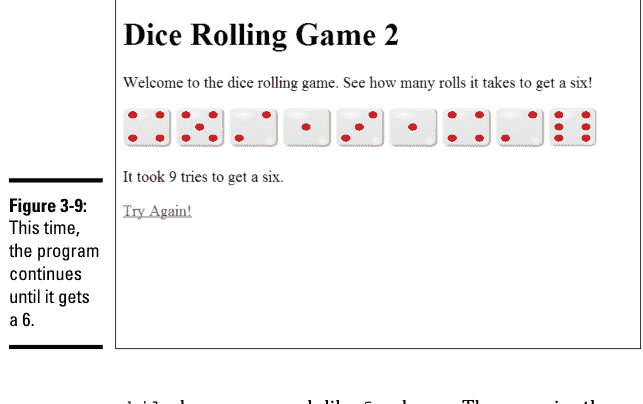 Dice Rolling Game 2
Welcome to the dice rolling game. See how many rolls it takes to get a six!
It took 9 tries to get a six.
Try Again!
Figure 3-9:
This time,
the program
continues
until it gets
a 6.